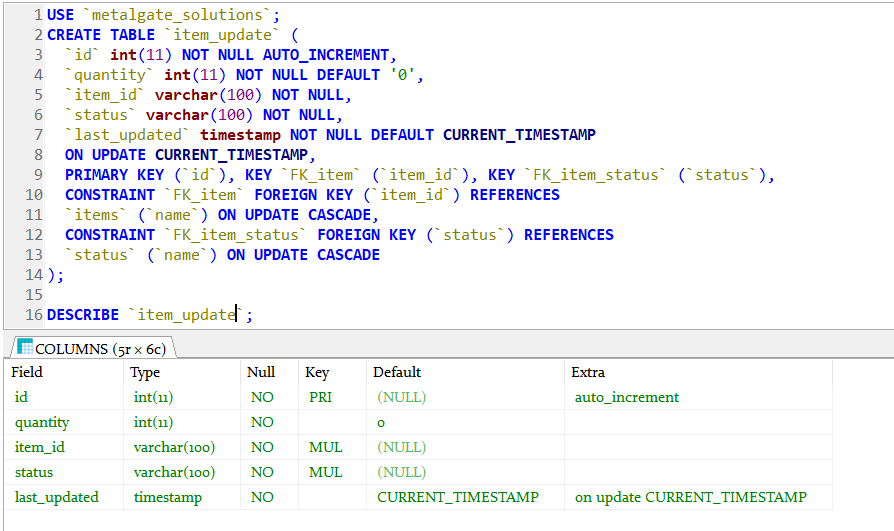 1 USE `metalgate_solutions`;
2 CREATE TABLE `item_update` (
3 `id` int(11) NOT NULL AUTO_INCREMENT,
4 `quantity` int(11) NOT NULL DEFAULT '0',
5 `item_id` varchar(100) NOT NULL,
6 `status` varchar(100) NOT NULL,
7 `last_updated` timestamp NOT NULL DEFAULT CURRENT_TIMESTAMP
8 ON UPDATE CURRENT_TIMESTAMP,
9 PRIMARY KEY (`id`), KEY `FK_item` (`item_id`), KEY `FK_item_status` (`status`),
10 CONSTRAINT `FK_item` FOREIGN KEY (`item_id`) REFERENCES
11 `items` (`name`) ON UPDATE CASCADE,
12 CONSTRAINT `FK_item_status` FOREIGN KEY (`status`) REFERENCES
13 `status` (`name`) ON UPDATE CASCADE
14 );
15
16 DESCRIBE `item_update`;
COLUMNS (5r × 6c)
Field Type Null Key Default Extra
id int(11) NO PRI (NULL) auto_increment
quantity int(11) NO 0
item_id varchar(100) NO MUL (NULL)
status varchar(100) NO MUL (NULL)
last_updated timestamp NO CURRENT_TIMESTAMP on update CURRENT_TIMESTAMP